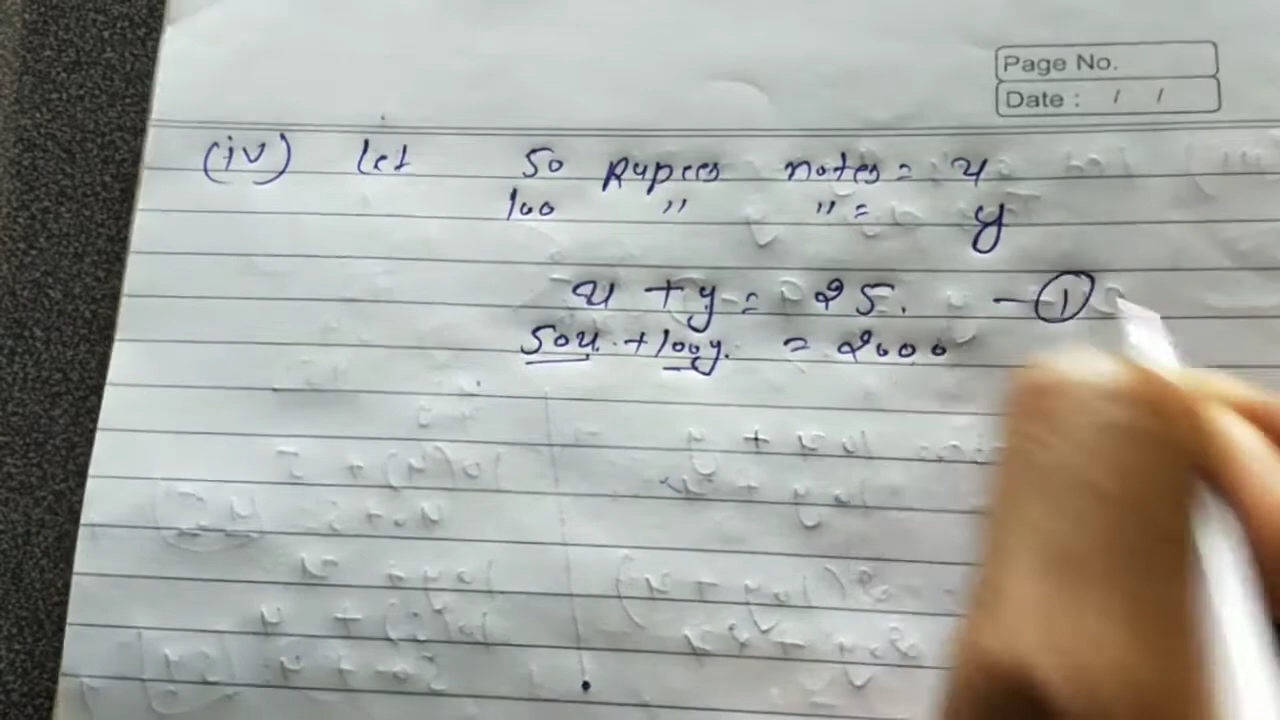 Page No.
Date : / /
(iv) let 50 Rupees notes = x
100 " " = y
x + y = 25. — ①
50x + 100y. = 2000